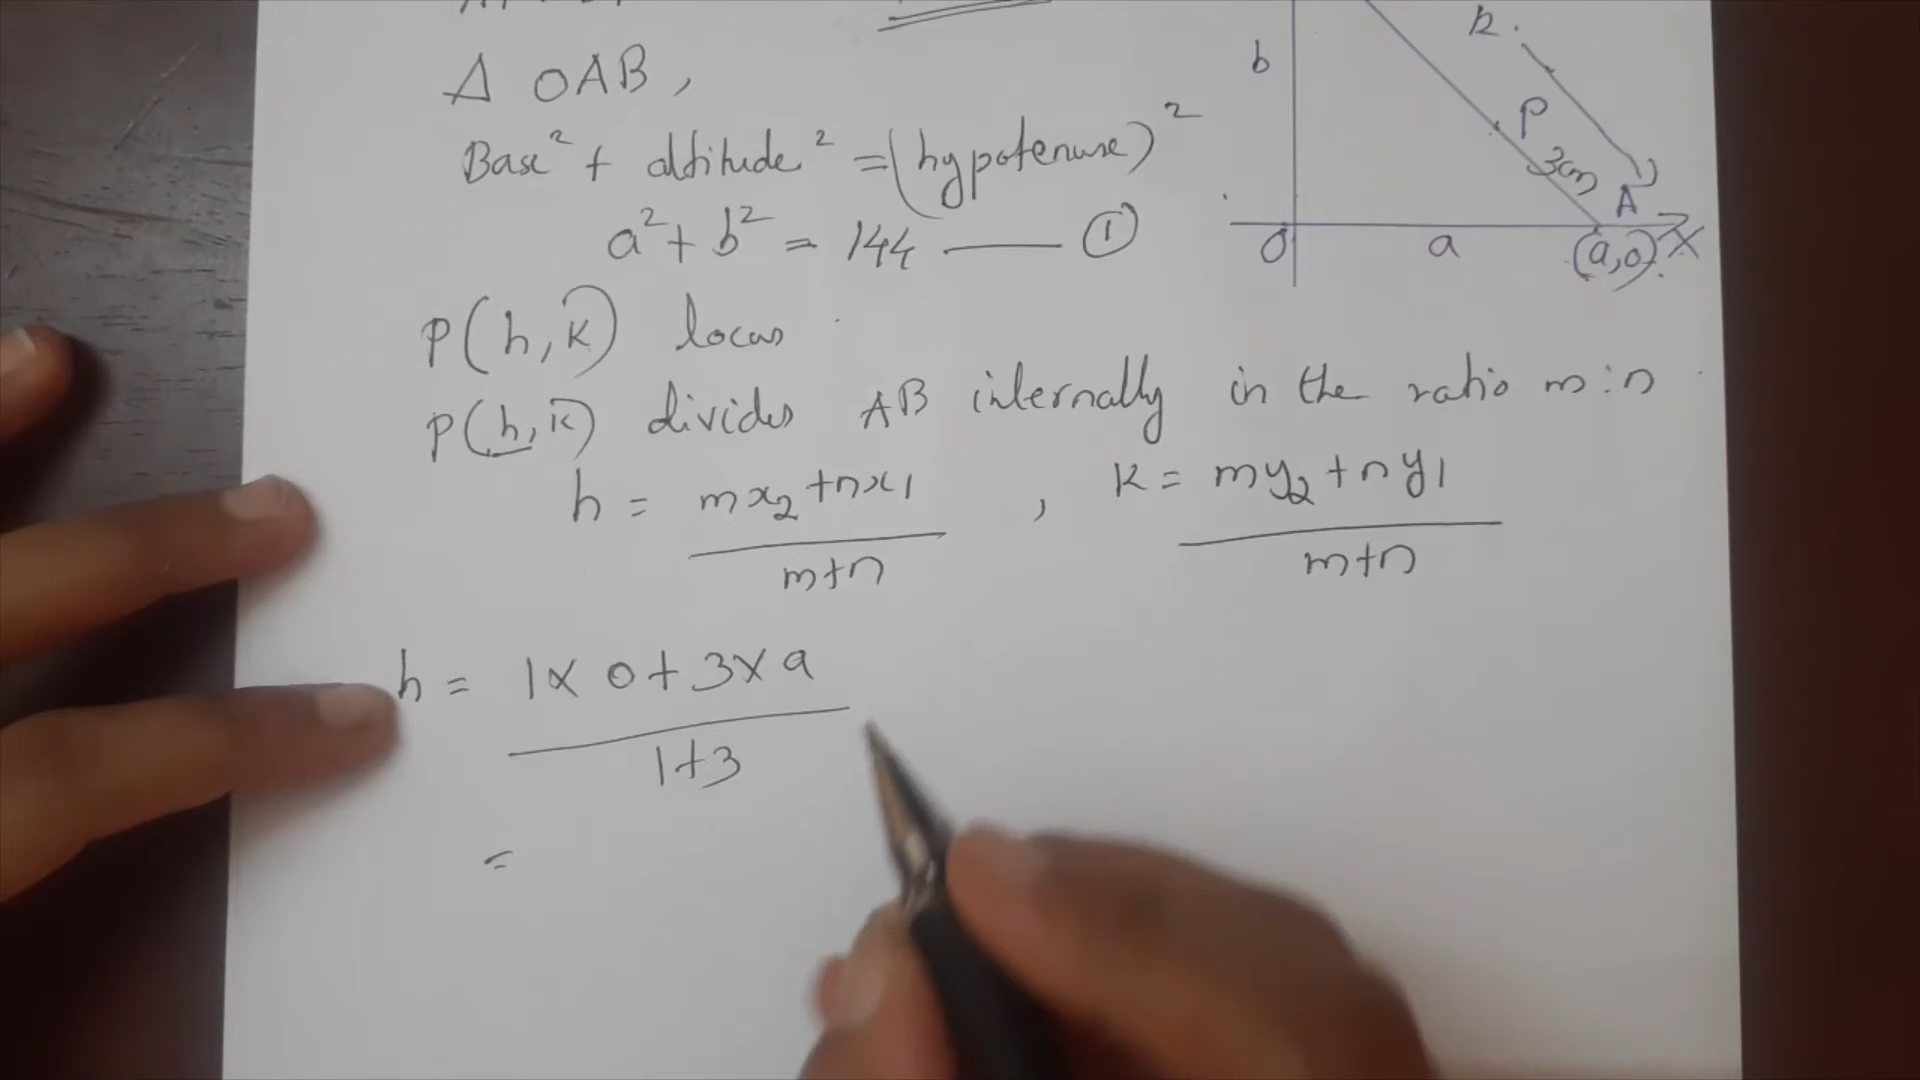 Δ OAB,
Base² + altitude² = (hypotenuse)²
a² + b² = 144 —— ①
P(h, k) locus
P(h, k) divides AB internally in the ratio m:n
h = mx₂+nx₁ / m+n , k = my₂+ny₁ / m+n
h = 1× 0+3×a / 1+3
=
b
R.
P
3cm
A
O
a
(a,0)
X